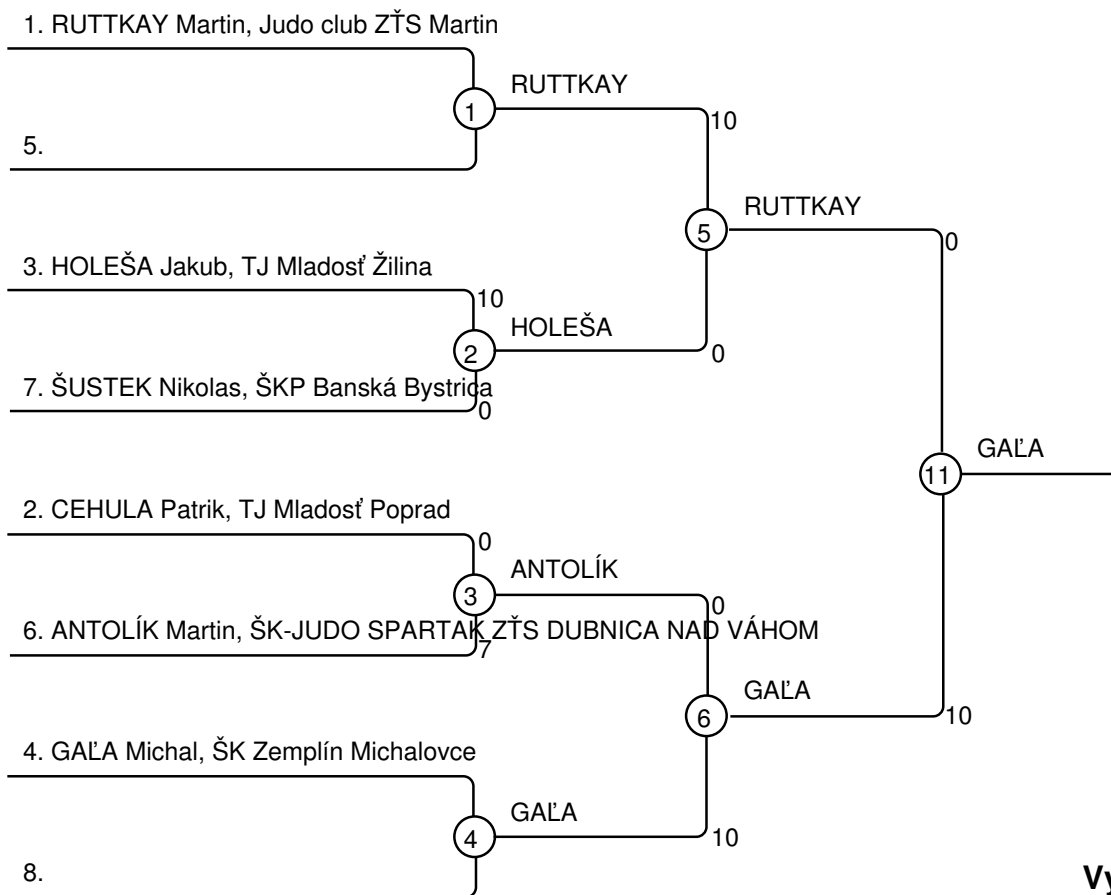 1. RUTTKAY Martin, Judo club ZŤS Martin
RUTTKAY
1
10
5.
RUTTKAY
5
0
3. HOLEŠA Jakub, TJ Mladosť Žilina
10
HOLEŠA
2
0
7. ŠUSTEK Nikolas, ŠKP Banská Bystrica
0
GAĽA
11
2. CEHULA Patrik, TJ Mladosť Poprad
0
ANTOLÍK
3
0
6. ANTOLÍK Martin, ŠK-JUDO SPARTAK ZŤS DUBNICA NAD VÁHOM
7
GAĽA
6
10
4. GAĽA Michal, ŠK Zemplín Michalovce
GAĽA
4
10
8.
Vý